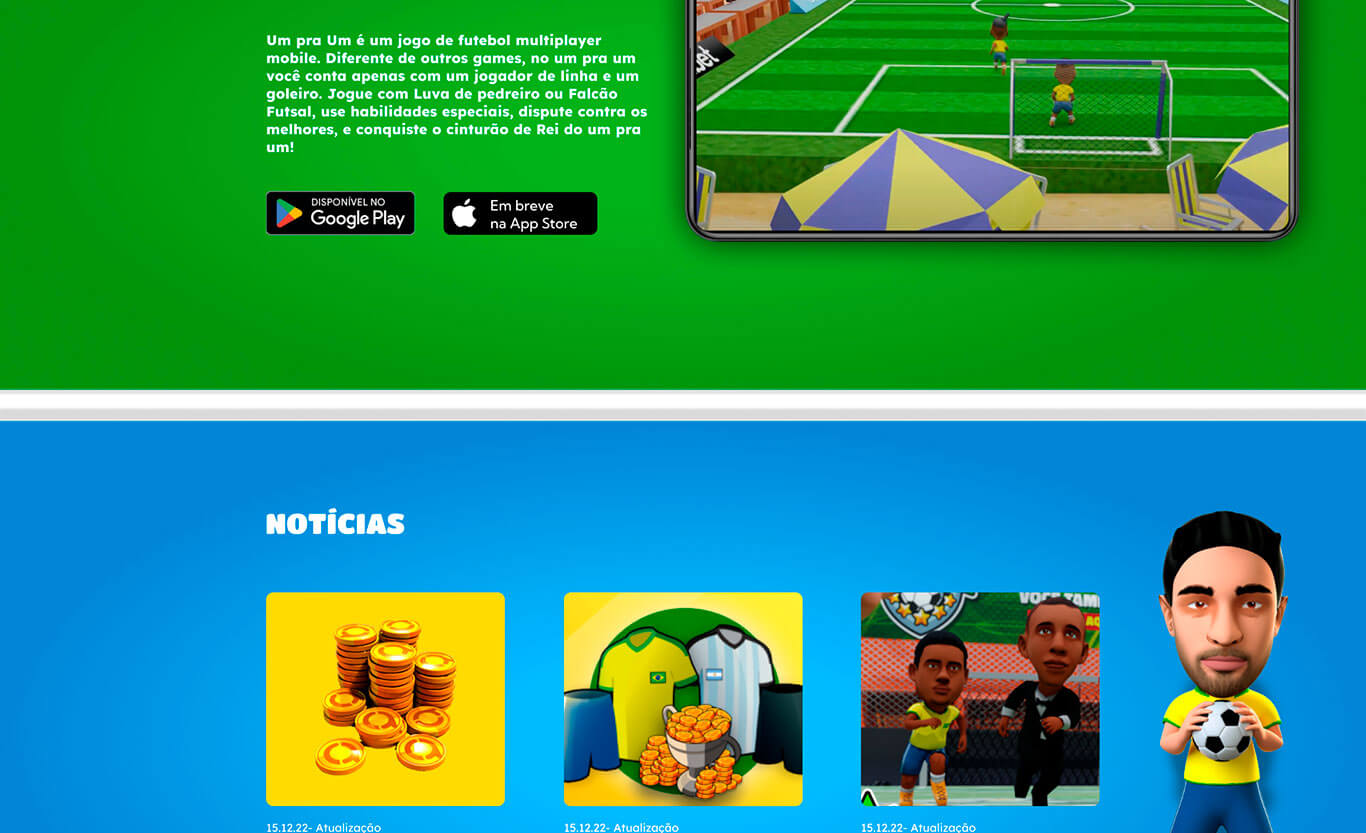 Um pra Um é um jogo de futebol multiplayer
mobile. Diferente de outros games, no um pra um
você conta apenas com um jogador de linha e um
goleiro. Jogue com Luva de pedreiro ou Falcão
Futsal, use habilidades especiais, dispute contra os
melhores, e conquiste o cinturão de Rei do um pra
um!
DISPONÍVEL NO
Google Play
Em breve
na App Store
NOTÍCIAS
15.12.22- Atualização
15.12.22- Atualização
15.12.22- Atualização